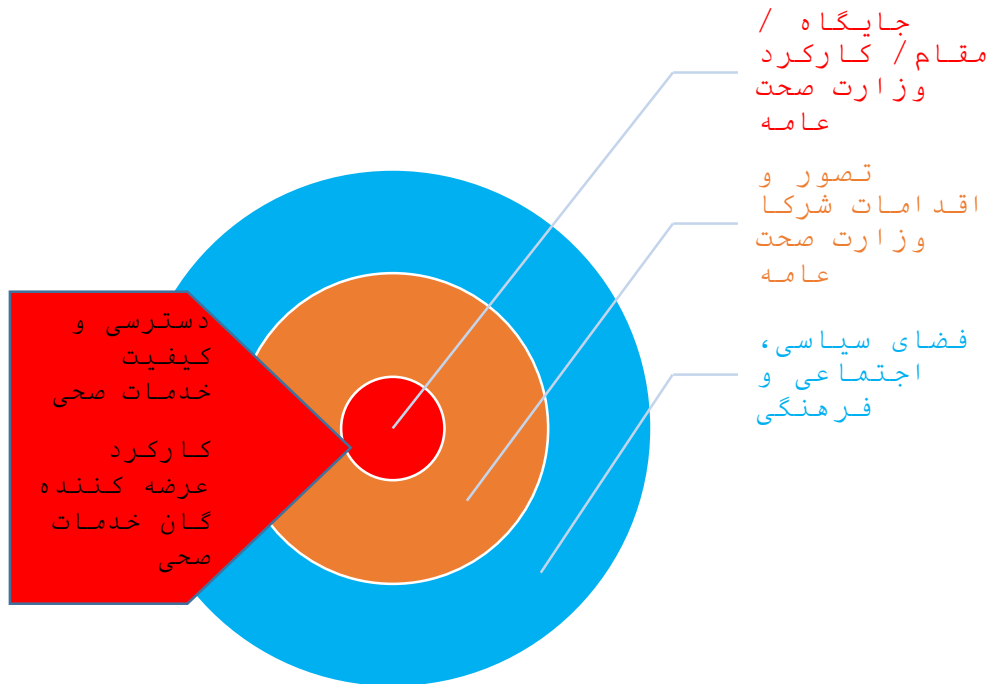 جایگاه /
مقام/ کارکرد
وزارت صحت
عامه
تصور و
اقدامات شرکا
وزارت صحت
عامه
فضای سیاسی،
اجتماعی و
فرهنگی
دسترسی و
کیفیت
خدمات صحی
کارکرد
عرضه کننده
گان خدمات
صحی